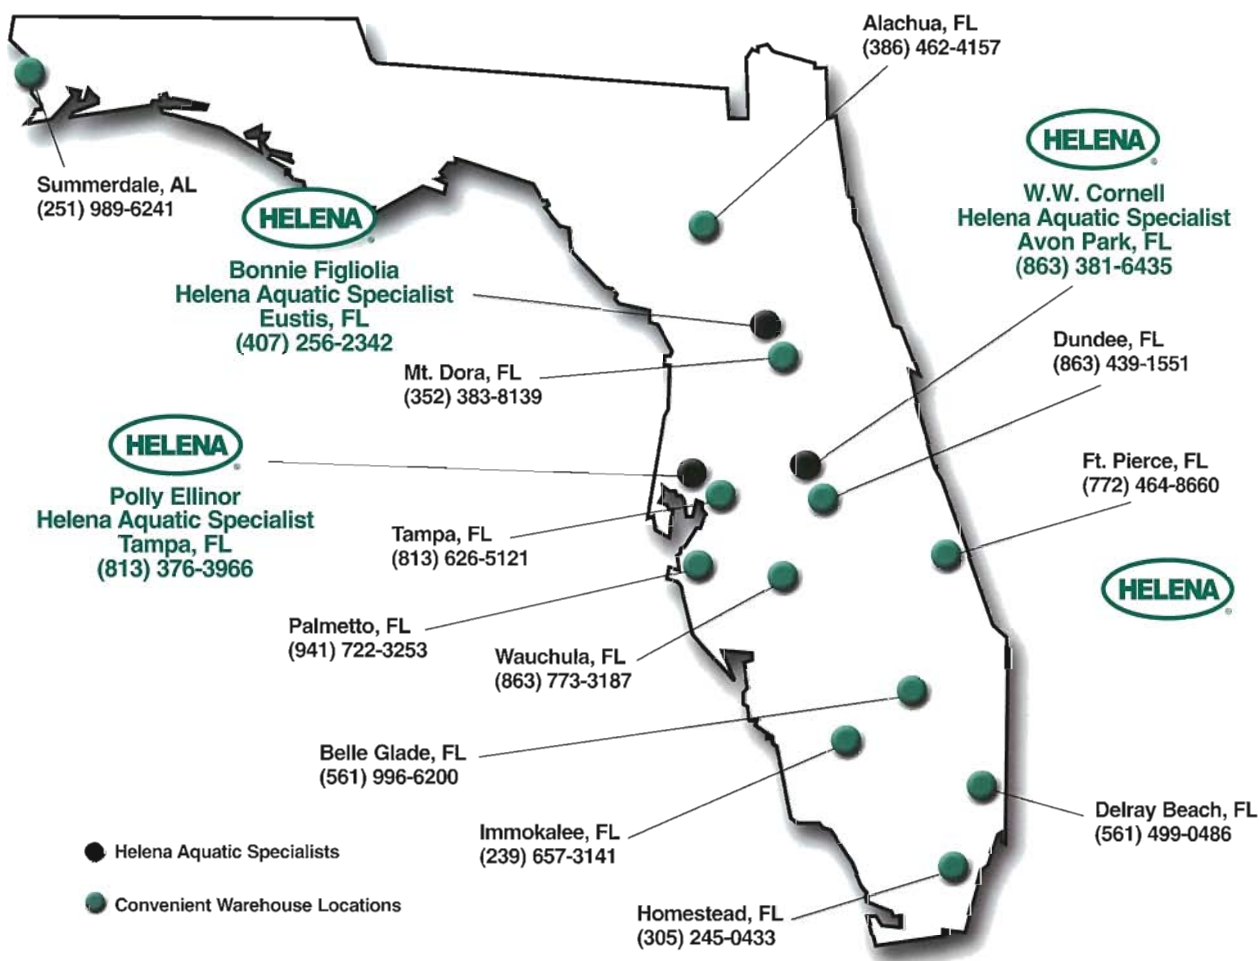 Alachua, FL
(386) 462-4157
HELENA
W.W. Cornell
Helena Aquatic Specialist
Avon Park, FL
(863) 381-6435
Summerdale, AL
(251) 989-6241
HELENA
Bonnie Figliolia
Helena Aquatic Specialist
Eustis, FL
(407) 256-2342
Dundee, FL
(863) 439-1551
Mt. Dora, FL
(352) 383-8139
HELENA
Polly Ellinor
Helena Aquatic Specialist
Tampa, FL
(813) 376-3966
Ft. Pierce, FL
(772) 464-8660
Tampa, FL
(813) 626-5121
HELENA
Palmetto, FL
(941) 722-3253
Wauchula, FL
(863) 773-3187
Belle Glade, FL
(561) 996-6200
Immokalee, FL
(239) 657-3141
Delray Beach, FL
(561) 499-0486
Homestead, FL
(305) 245-0433
Helena Aquatic Specialists
Convenient Warehouse Locations